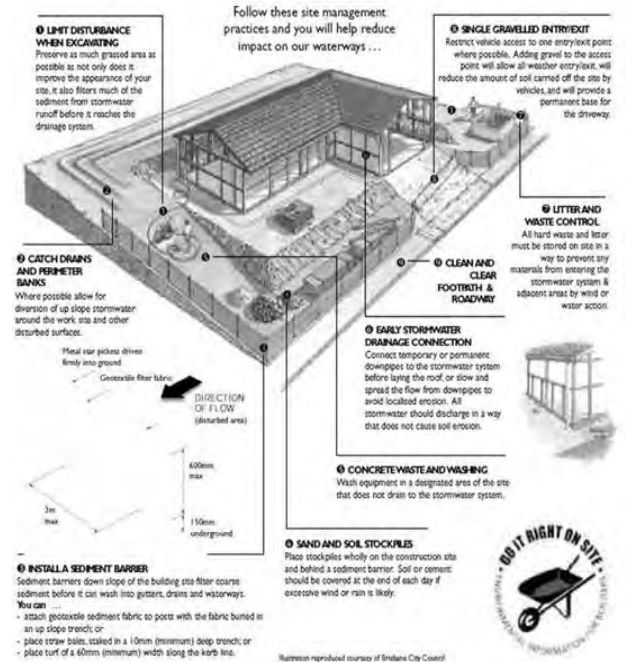 Follow these site management
practices and you will help reduce
impact on our waterways ...
❶ LIMIT DISTURBANCE
WHEN EXCAVATING
Preserve as much grassed area as
possible as not only does it
improve the appearance of your
site, it also filters much of the
sediment from stormwater
runoff before it reaches the
drainage system.
❽ SINGLE GRAVELLED ENTRY/EXIT
Restrict vehicle access to one entry/exit point
where possible. Adding gravel to the access
point will allow all weather entry/exit, will
reduce the amount of soil carried off the site by
vehicles, and will provide a
permanent base for
the driveway.
❼ LITTER AND
WASTE CONTROL
All hard waste and litter
must be stored on site in a
way to prevent any
materials from entering the
stormwater system &
adjacent areas by wind or
water action.
❷ CATCH DRAINS
AND PERIMETER
BANKS
Where possible allow for
diversion of up slope stormwater
around the work site and other
disturbed surfaces.
❾ CLEAN AND
CLEAR
FOOTPATH &
ROADWAY
❻ EARLY STORMWATER
DRAINAGE CONNECTION
Connect temporary or permanent
downpipes to the stormwater system
before laying the roof, or slow and
spread the flow from downpipes to
avoid localised erosion. All
stormwater should discharge in a way
that does not cause soil erosion.
Metal star pickets driven
firmly into ground
Geotextile filter fabric
DIRECTION
OF FLOW
(disturbed area)
600mm
max
3m
max
150mm
underground
❺ CONCRETE WASTE AND WASHING
Wash equipment in a designated area of the site
that does not drain to the stormwater system.
❹ SAND AND SOIL STOCKPILES
Place stockpiles wholly on the construction site
and behind a sediment barrier. Soil or cement
should be covered at the end of each day if
excessive wind or rain is likely.
❸ INSTALL A SEDIMENT BARRIER
Sediment barriers down slope of the building site filter coarse
sediment before it can wash into gutters, drains and waterways.
You can ...
- attach geotextile sediment fabric to posts with the fabric buried in
an up slope trench; or
- place straw bales, staked in a 10mm (minimum) deep trench; or
- place turf of a 60mm (minimum) width along the kerb line.
DO IT RIGHT ON SITE
ENVIRONMENTAL INFORMATION FOR BUILDERS
Illustration reproduced courtesy of Brisbane City Council